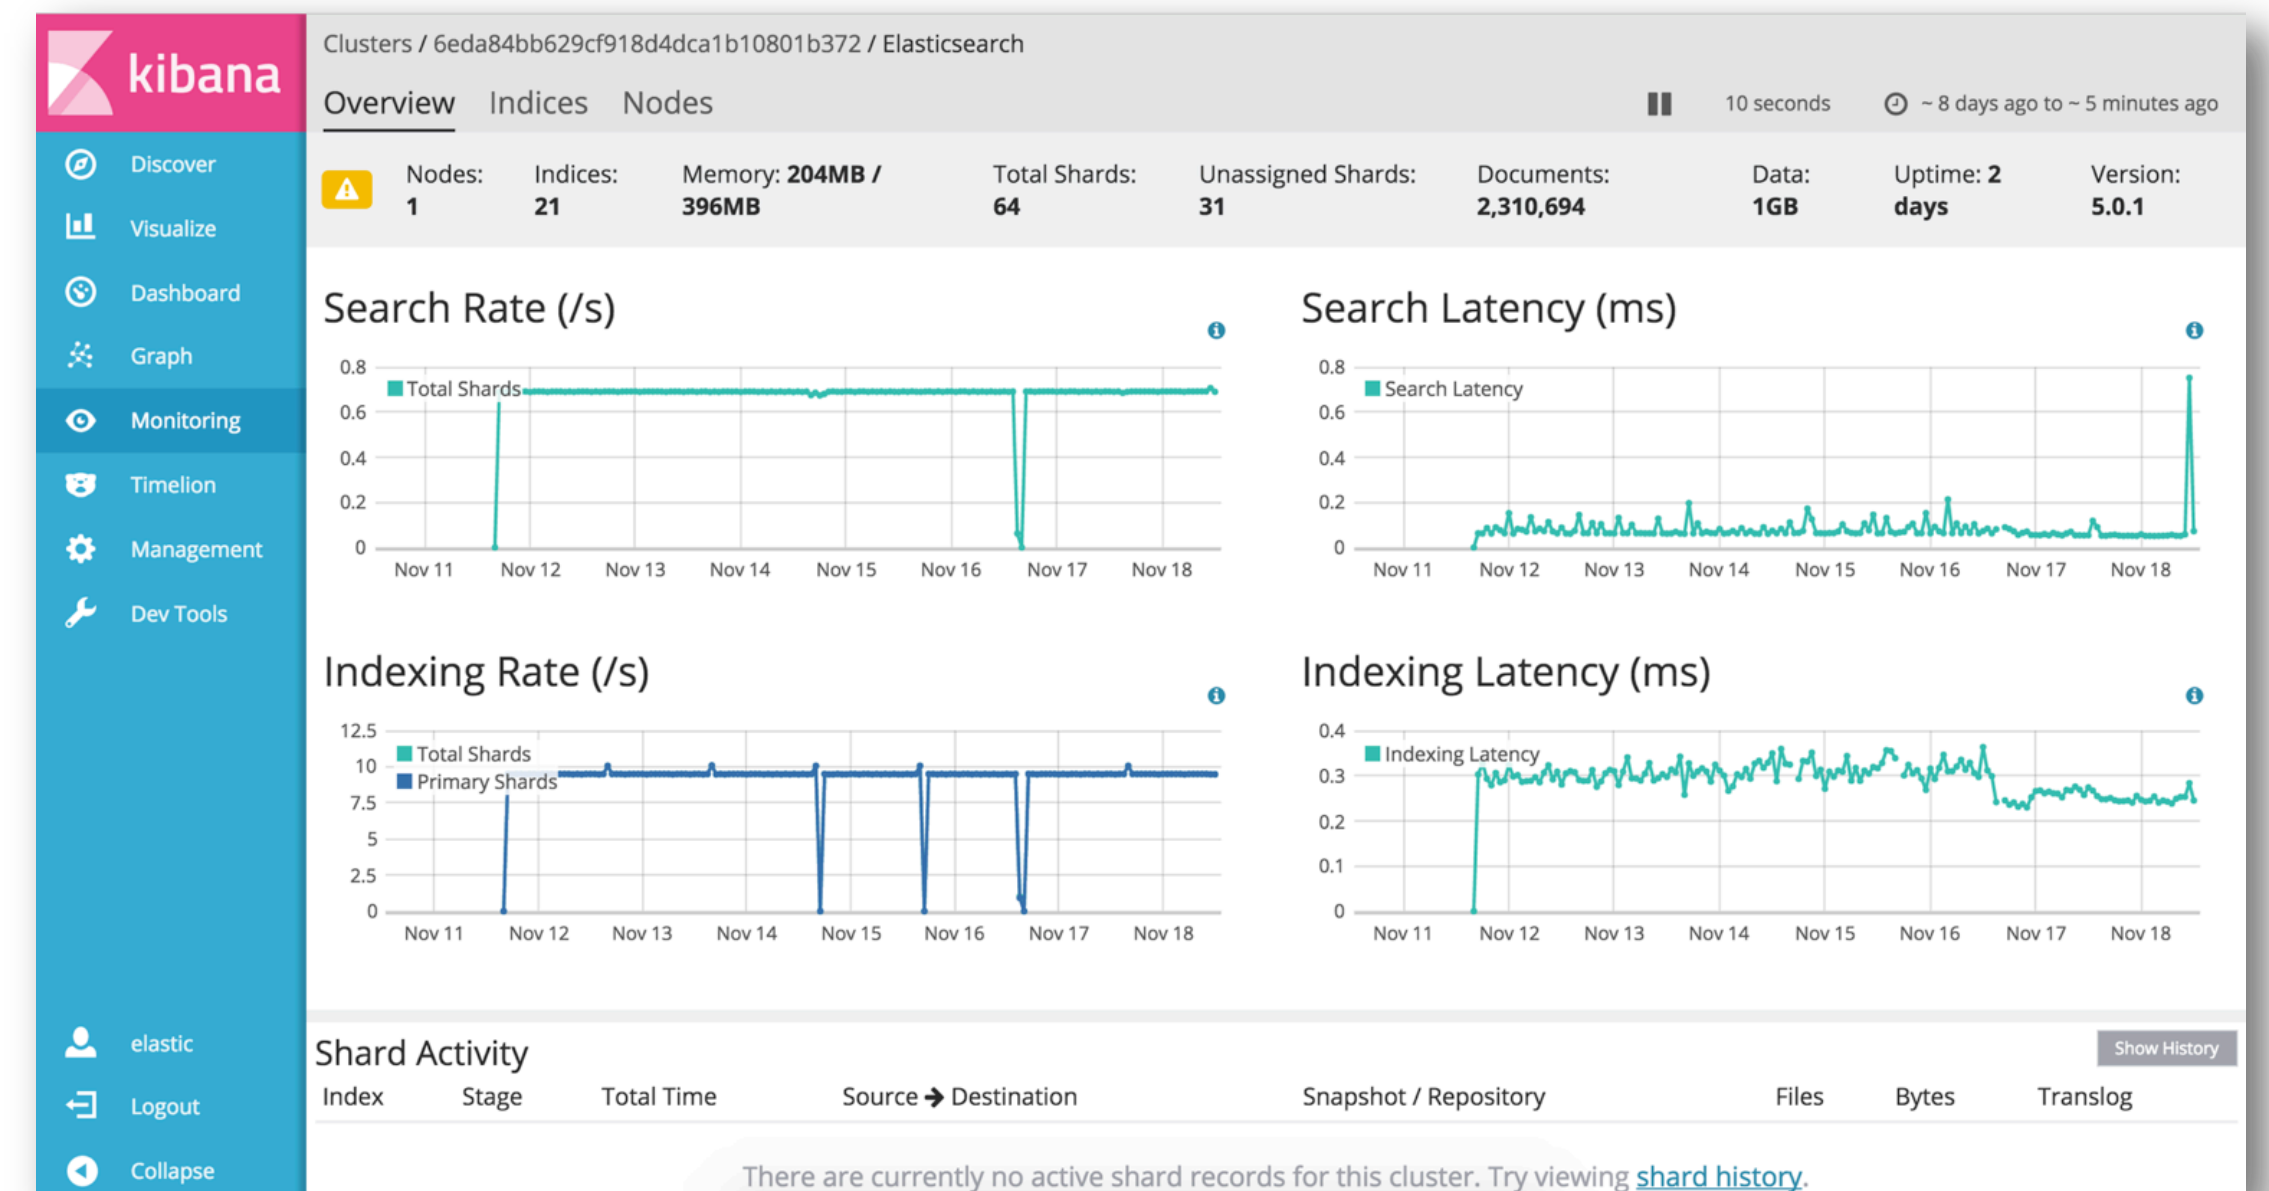 kibana
Clusters / 6eda84bb629cf918d4dca1b10801b372 / Elasticsearch
Overview Indices Nodes
10 seconds ~ 8 days ago to ~ 5 minutes ago
Discover
Visualize
Dashboard
Graph
Monitoring
Timelion
Management
Dev Tools
elastic
Logout
Collapse
Nodes: Indices: Memory: 204MB / Total Shards: Unassigned Shards: Documents: Data: Uptime: 2 Version:
1 21 396MB 64 31 2,310,694 1GB days 5.0.1
Search Rate (/s)
0.8
Total Shards
0.6
0.4
0.2
0
Nov 11 Nov 12 Nov 13 Nov 14 Nov 15 Nov 16 Nov 17 Nov 18
Search Latency (ms)
0.8
Search Latency
0.6
0.4
0.2
0
Nov 11 Nov 12 Nov 13 Nov 14 Nov 15 Nov 16 Nov 17 Nov 18
Indexing Rate (/s)
12.5
Total Shards
10
Primary Shards
7.5
5
2.5
0
Nov 11 Nov 12 Nov 13 Nov 14 Nov 15 Nov 16 Nov 17 Nov 18
Indexing Latency (ms)
0.4
Indexing Latency
0.3
0.2
0.1
0
Nov 11 Nov 12 Nov 13 Nov 14 Nov 15 Nov 16 Nov 17 Nov 18
Shard Activity
Show History
Index Stage Total Time Source → Destination Snapshot / Repository Files Bytes Translog
There are currently no active shard records for this cluster. Try viewing shard history.